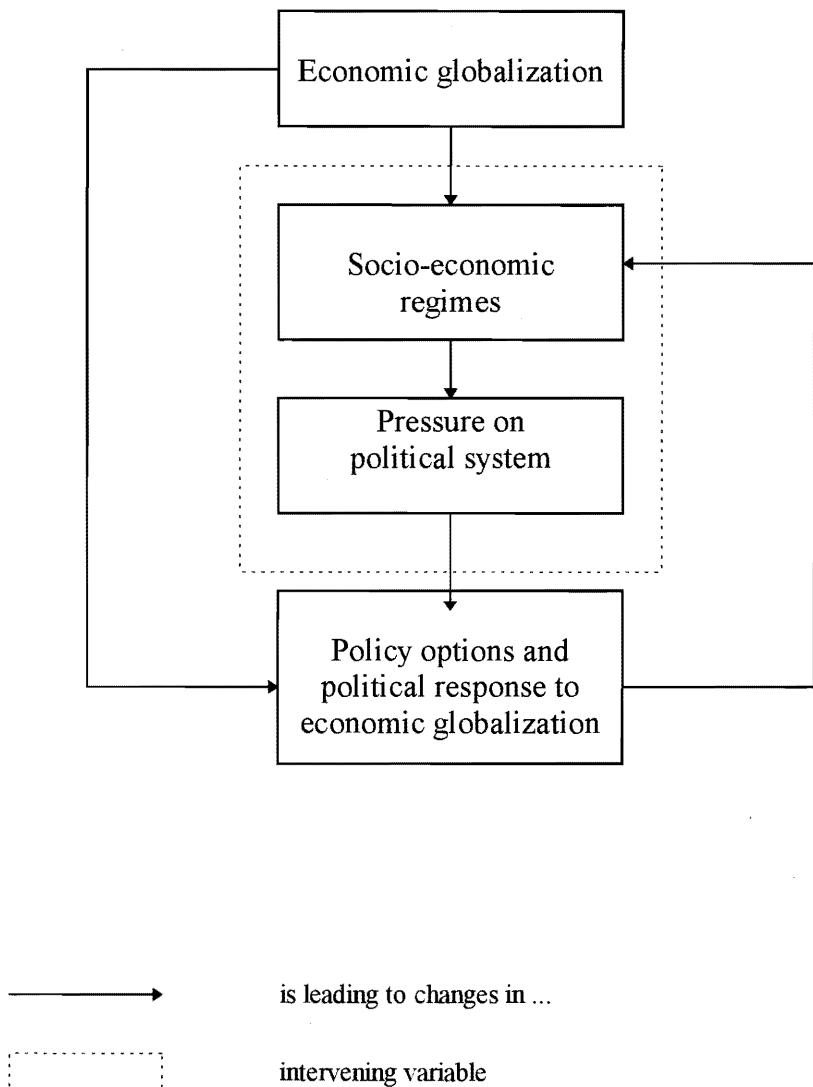 Economic globalization
Socio-economic
regimes
Pressure on
political system
Policy options and
political response to
economic globalization
is leading to changes in ...
intervening variable